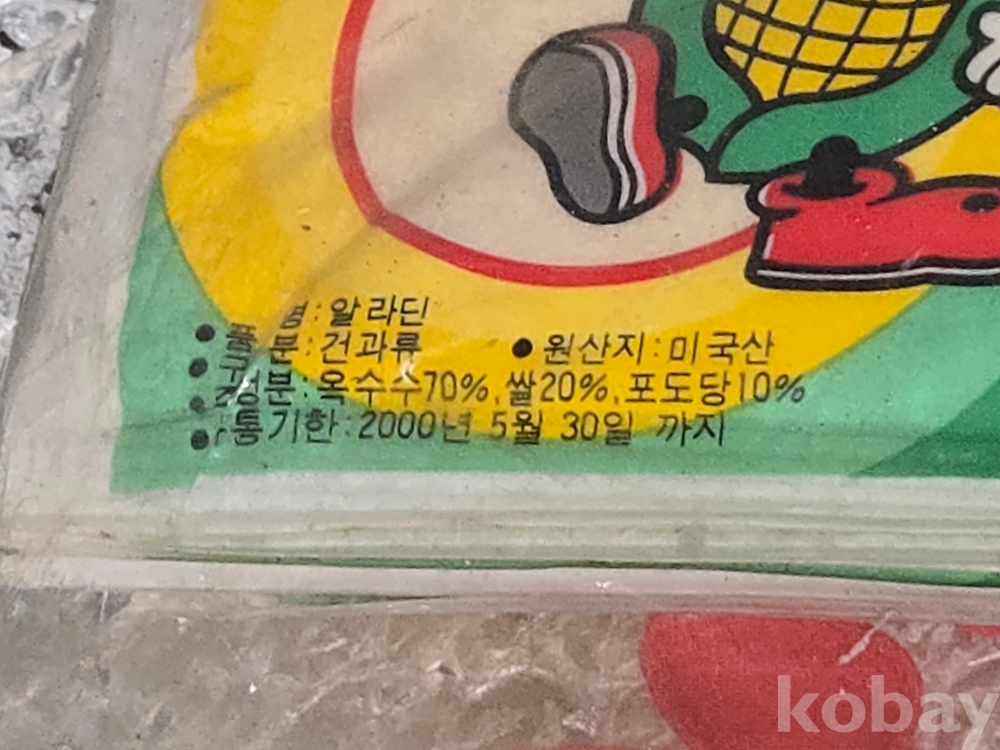 ● 품 명:알라딘
● 구 분:건과류 ● 원산지:미국산
● 성분:옥수수70%,쌀20%,포도당10%
● 유통기한:2000년 5월 30일 까지
kobay